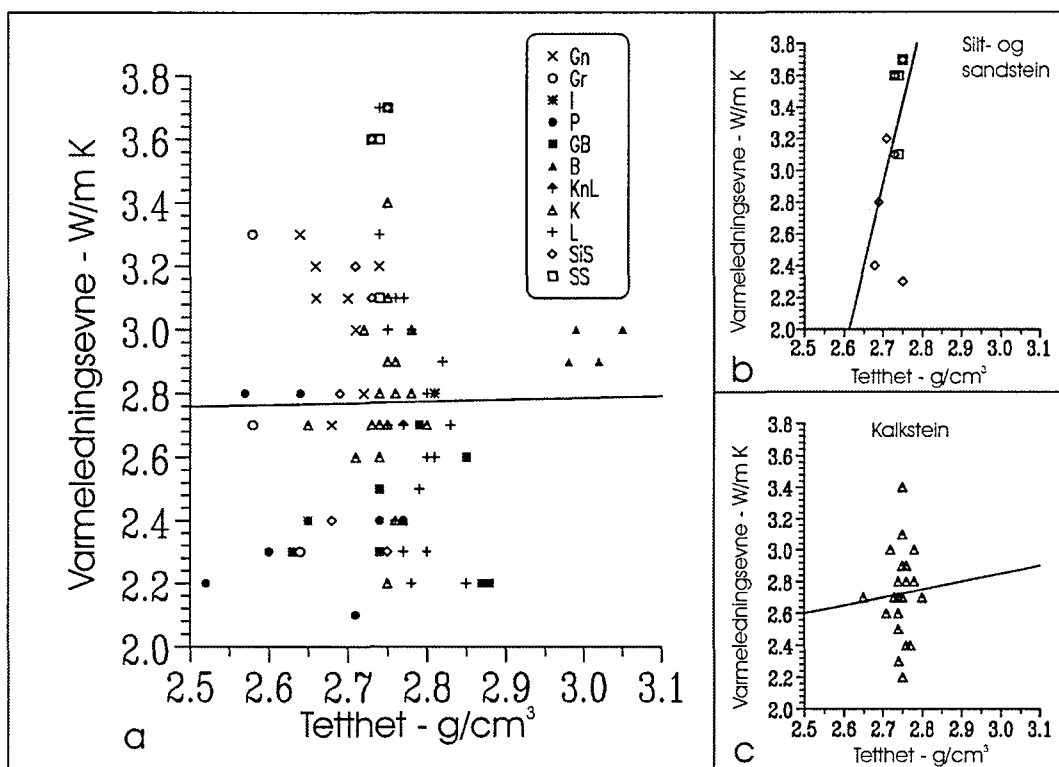 Varmeledningsevne - W/m K
3.8
3.6
3.4
3.2
3.0
2.8
2.6
2.4
2.2
2.0
2.5 2.6 2.7 2.8 2.9 3.0 3.1
Tetthet - g/cm³
a
Gn
Gr
I
P
GB
B
KnL
K
L
SiS
SS
Silt- og
sandstein
Varmeledningsevne - W/m K
3.8
3.6
3.4
3.2
3.0
2.8
2.6
2.4
2.2
2.0
2.5 2.6 2.7 2.8 2.9 3.0 3.1
Tetthet - g/cm³
b
Kalkstein
Varmeledningsevne - W/m K
3.8
3.6
3.4
3.2
3.0
2.8
2.6
2.4
2.2
2.0
2.5 2.6 2.7 2.8 2.9 3.0 3.1
Tetthet - g/cm³
c